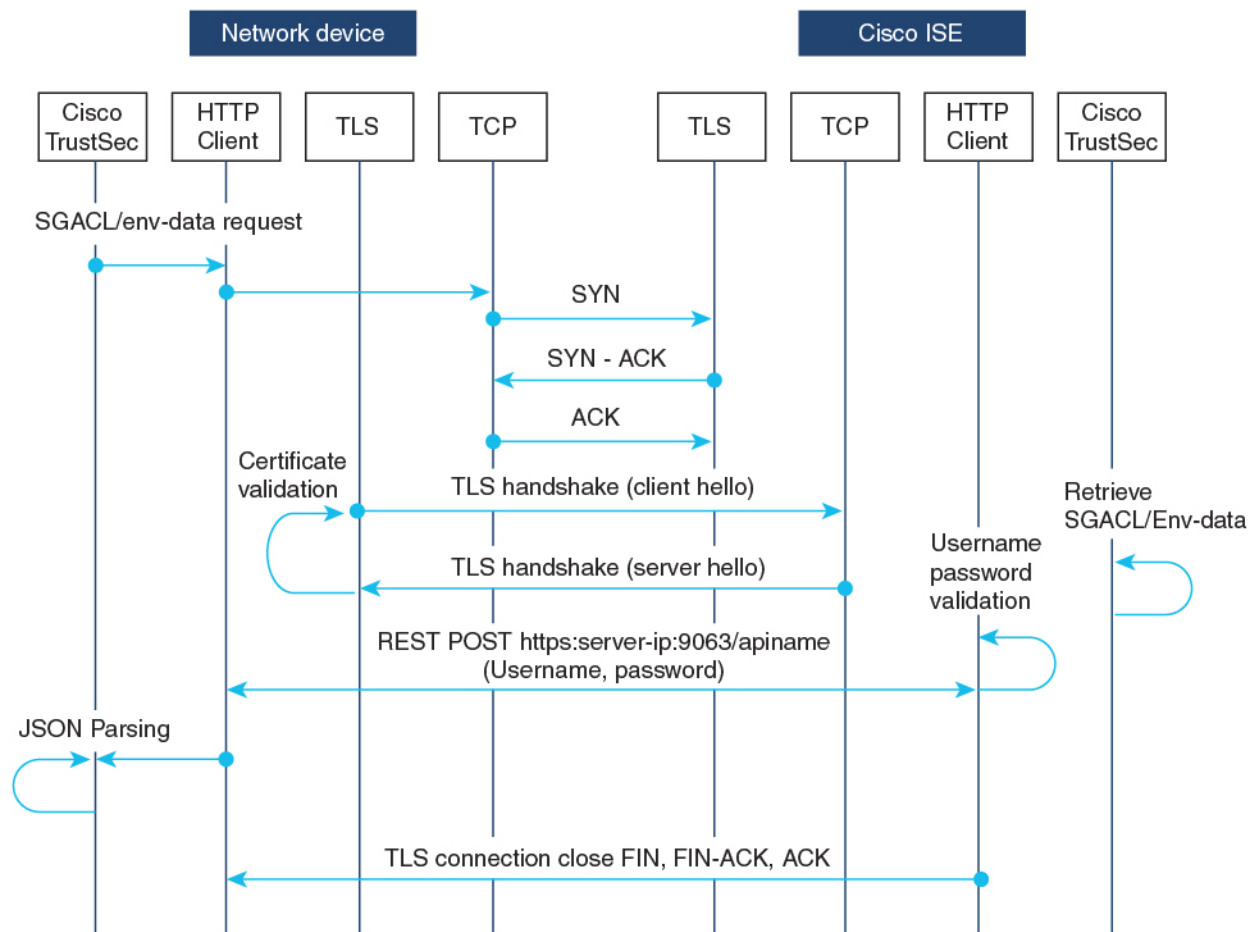 Network device
Cisco ISE
Cisco
TrustSec
HTTP
Client
TLS
TCP
TLS
TCP
HTTP
Client
Cisco
TrustSec
SGACL/env-data request
SYN
SYN - ACK
ACK
Certificate
validation
TLS handshake (client hello)
Retrieve
SGACL/Env-data
Username
password
validation
TLS handshake (server hello)
REST POST https:server-ip:9063/apiname
(Username, password)
JSON Parsing
TLS connection close FIN, FIN-ACK, ACK